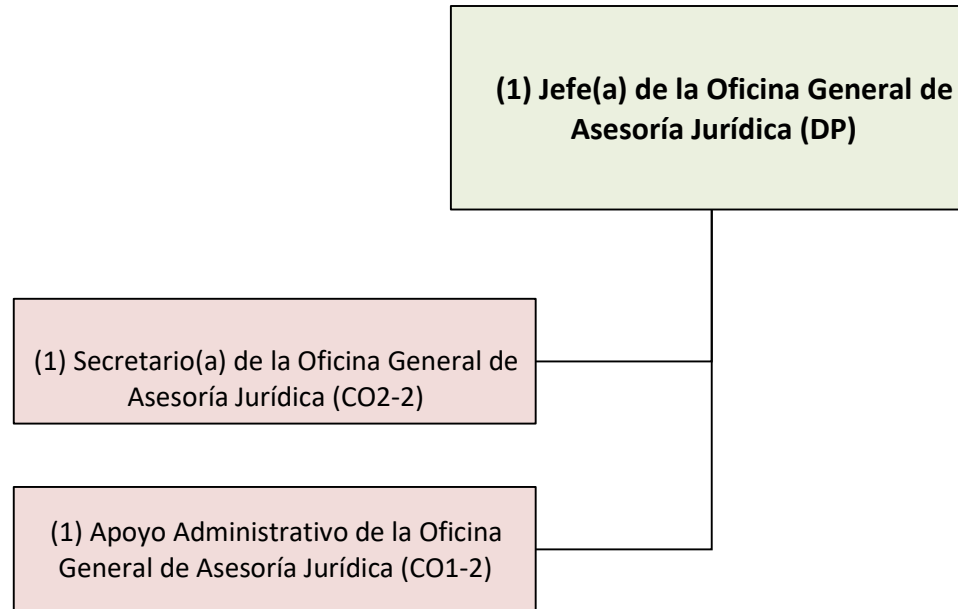 (1) Jefe(a) de la Oficina General de
Asesoría Jurídica (DP)
(1) Secretario(a) de la Oficina General de
Asesoría Jurídica (CO2-2)
(1) Apoyo Administrativo de la Oficina
General de Asesoría Jurídica (CO1-2)